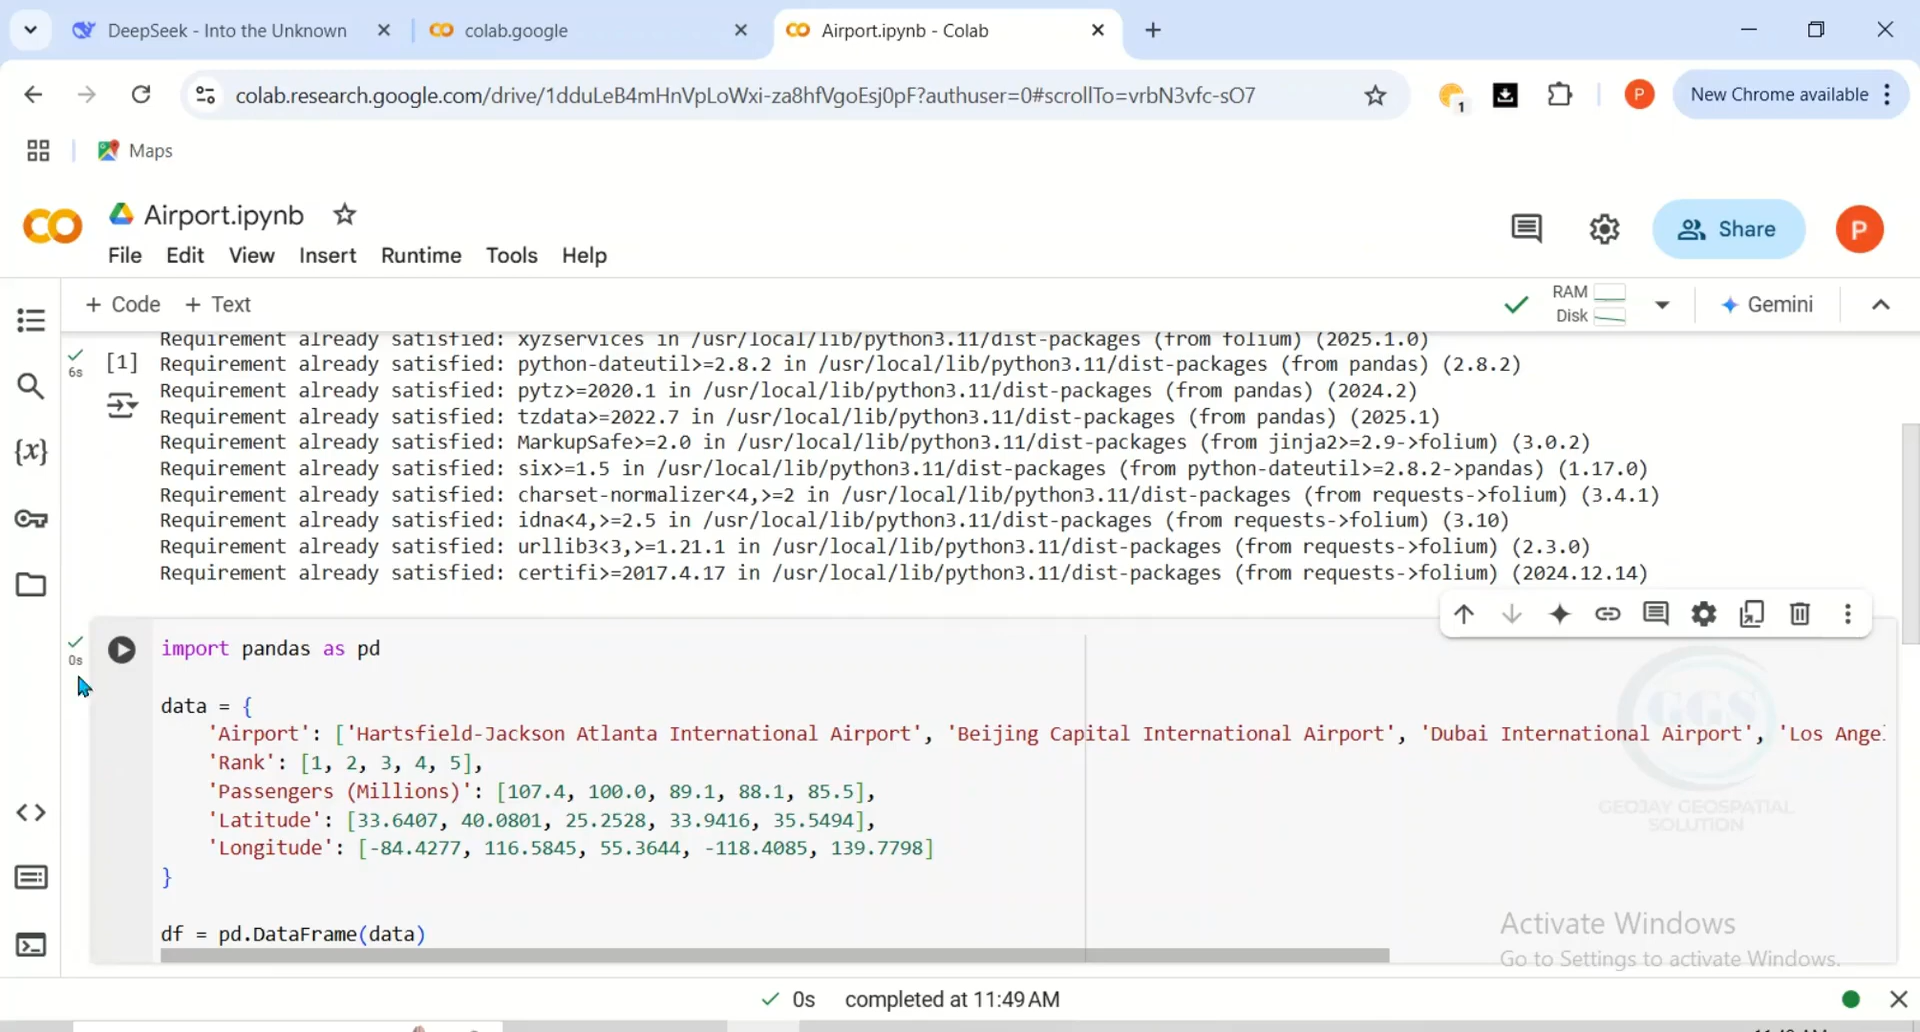 DeepSeek - Into the Unknown
colab.google
Airport.ipynb - Colab
colab.research.google.com/drive/1dduLeB4mHnVpLoWxi-za8hfVgoEsj0pF?authuser=0#scrollTo=vrbN3vfc-sO7
1
P
New Chrome available
Maps
Airport.ipynb
File Edit View Insert Runtime Tools Help
Share
P
+ Code + Text
RAM
Disk
Gemini
Requirement already satisfied: xyzservices in /usr/local/lib/python3.11/dist-packages (from folium) (2025.1.0)
6s
[1]
Requirement already satisfied: python-dateutil>=2.8.2 in /usr/local/lib/python3.11/dist-packages (from pandas) (2.8.2)
Requirement already satisfied: pytz>=2020.1 in /usr/local/lib/python3.11/dist-packages (from pandas) (2024.2)
Requirement already satisfied: tzdata>=2022.7 in /usr/local/lib/python3.11/dist-packages (from pandas) (2025.1)
Requirement already satisfied: MarkupSafe>=2.0 in /usr/local/lib/python3.11/dist-packages (from jinja2>=2.9->folium) (3.0.2)
Requirement already satisfied: six>=1.5 in /usr/local/lib/python3.11/dist-packages (from python-dateutil>=2.8.2->pandas) (1.17.0)
Requirement already satisfied: charset-normalizer<4,>=2 in /usr/local/lib/python3.11/dist-packages (from requests->folium) (3.4.1)
Requirement already satisfied: idna<4,>=2.5 in /usr/local/lib/python3.11/dist-packages (from requests->folium) (3.10)
Requirement already satisfied: urllib3<3,>=1.21.1 in /usr/local/lib/python3.11/dist-packages (from requests->folium) (2.3.0)
Requirement already satisfied: certifi>=2017.4.17 in /usr/local/lib/python3.11/dist-packages (from requests->folium) (2024.12.14)
0s
import pandas as pd
data = {
'Airport': ['Hartsfield-Jackson Atlanta International Airport', 'Beijing Capital International Airport', 'Dubai International Airport', 'Los Ange
'Rank': [1, 2, 3, 4, 5],
'Passengers (Millions)': [107.4, 100.0, 89.1, 88.1, 85.5],
'Latitude': [33.6407, 40.0801, 25.2528, 33.9416, 35.5494],
'Longitude': [-84.4277, 116.5845, 55.3644, -118.4085, 139.7798]
}
df = pd.DataFrame(data)
GGS
GEOJAY GEOSPATIAL
SOLUTION
Activate Windows
Go to Settings to activate Windows.
0s completed at 11:49 AM